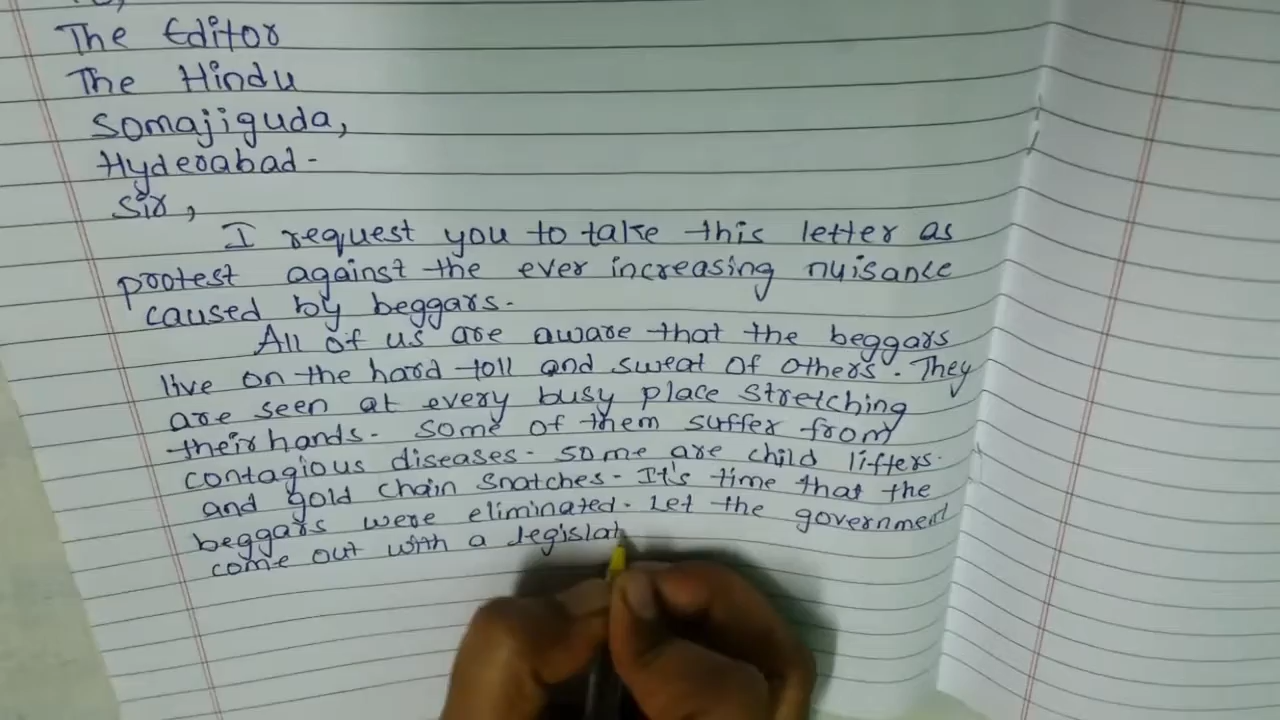 The Editor
The Hindu
Somajiguda,
Hyderabad-
Sir,
I request you to take this letter as
protest against the ever increasing nuisance
caused by beggars.
All of us are aware that the beggars
live on the hard toll and sweat of others. They
are seen at every busy place stretching
their hands. Some of them suffer from
contagious diseases. Some are child lifters.
and gold chain snatches. It's time that the
beggars were eliminated. Let the government
come out with a legislat